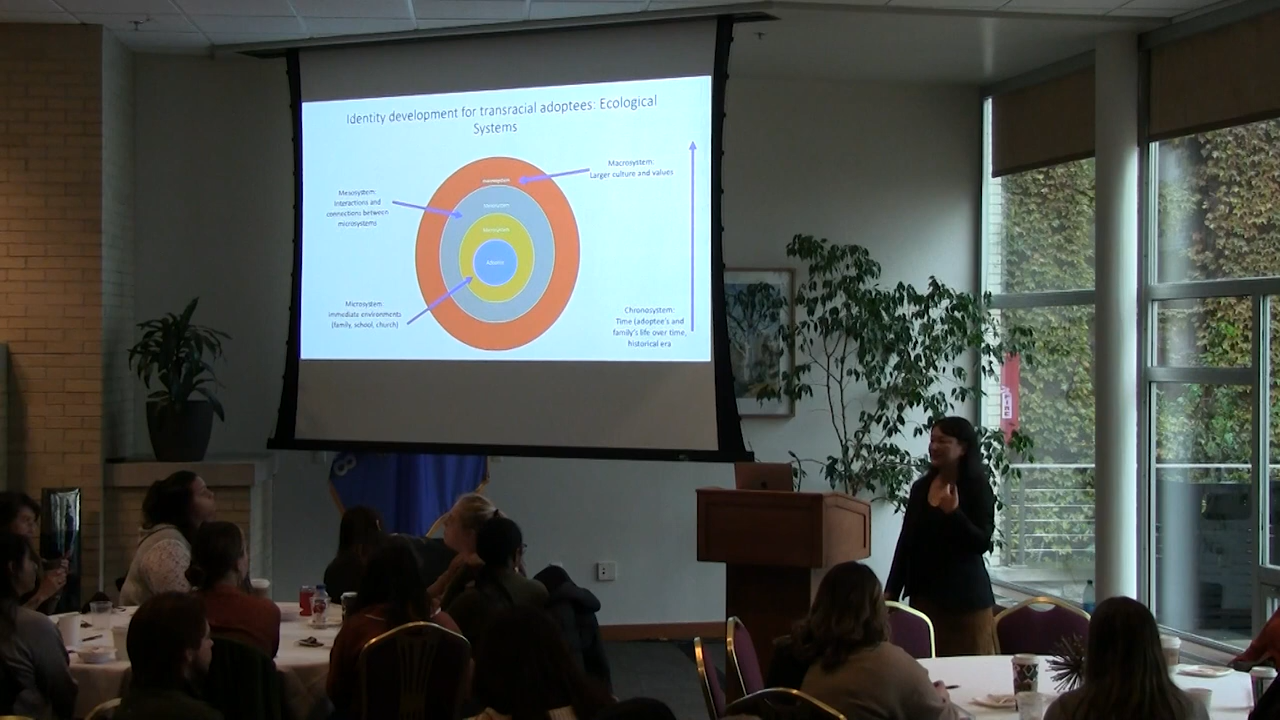 Identity development for transracial adoptees: Ecological
Systems
Macrosystem:
Larger culture and values
Mesosystem:
Interactions and
connections between
microsystems
Microsystem:
immediate environments
(family, school, church)
Chronosystem:
Time (adoptee's and
family's life over time,
historical era
FIRE